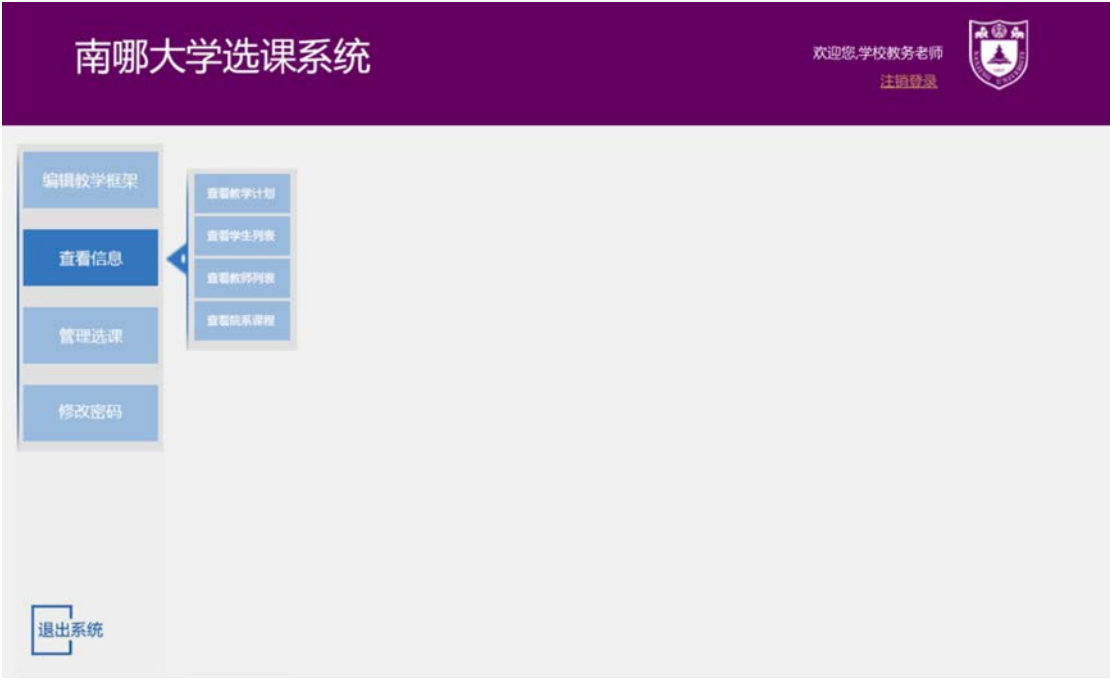 南哪大学选课系统
欢迎您,学校教务老师
注销登录
编辑教学框架
查看信息
管理选课
修改密码
查看教学计划
查看学生列表
查看教师列表
查看院系课程
退出系统